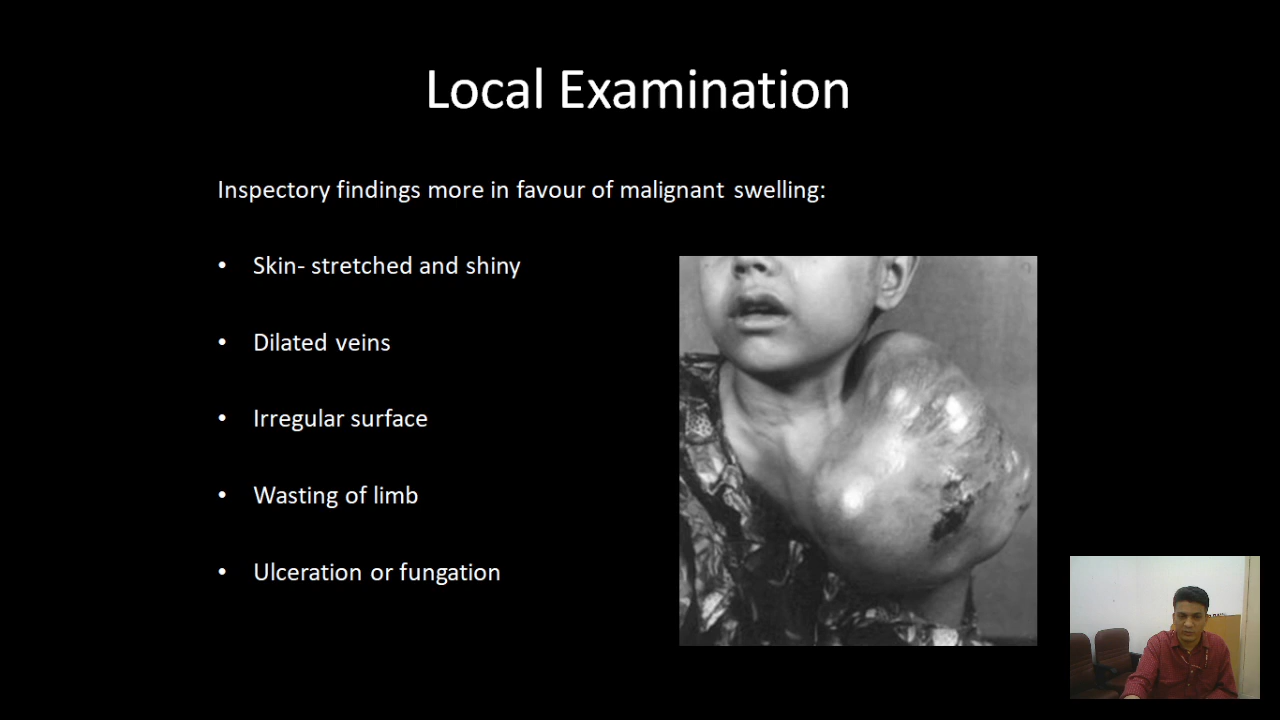 Local Examination
Inspectory findings more in favour of malignant swelling:
• Skin- stretched and shiny
• Dilated veins
• Irregular surface
• Wasting of limb
• Ulceration or fungation